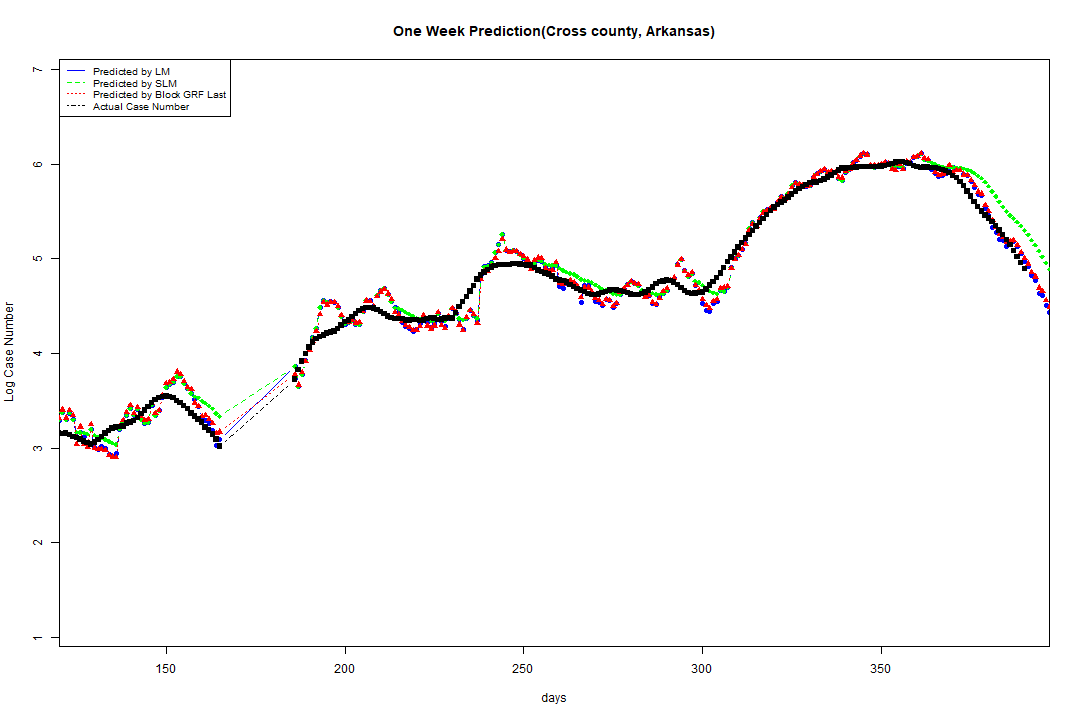 One Week Prediction(Cross county, Arkansas)
Predicted by LM
Predicted by SLM
Predicted by Block GRF Last
Actual Case Number
7
6
5
4
3
2
1
Log Case Number
150 200 250 300 350
days